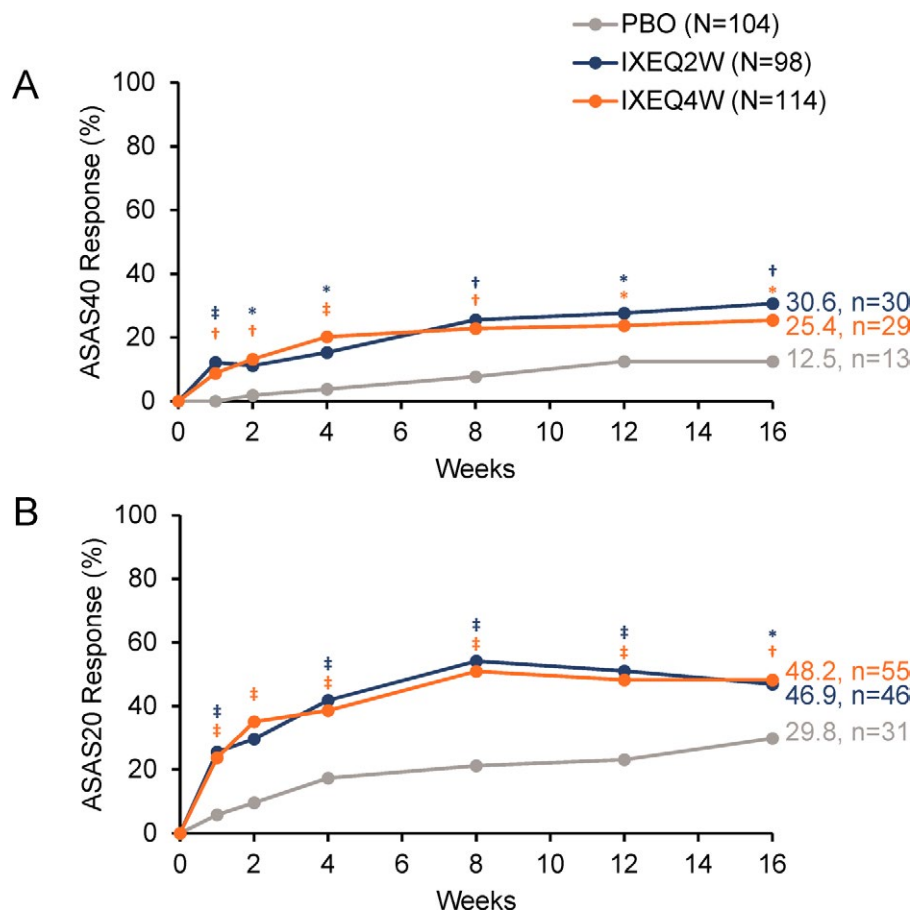 PBO (N=104)
IXEQ2W (N=98)
IXEQ4W (N=114)
A
ASAS40 Response (%)
100
80
60
40
20
0
‡ * * † * †
† † ‡ † * *
30.6, n=30
25.4, n=29
12.5, n=13
0 2 4 6 8 10 12 14 16
Weeks
B
ASAS20 Response (%)
100
80
60
40
20
0
‡ ‡ ‡ ‡ *
‡ ‡ ‡ ‡ ‡ †
48.2, n=55
46.9, n=46
29.8, n=31
0 2 4 6 8 10 12 14 16
Weeks